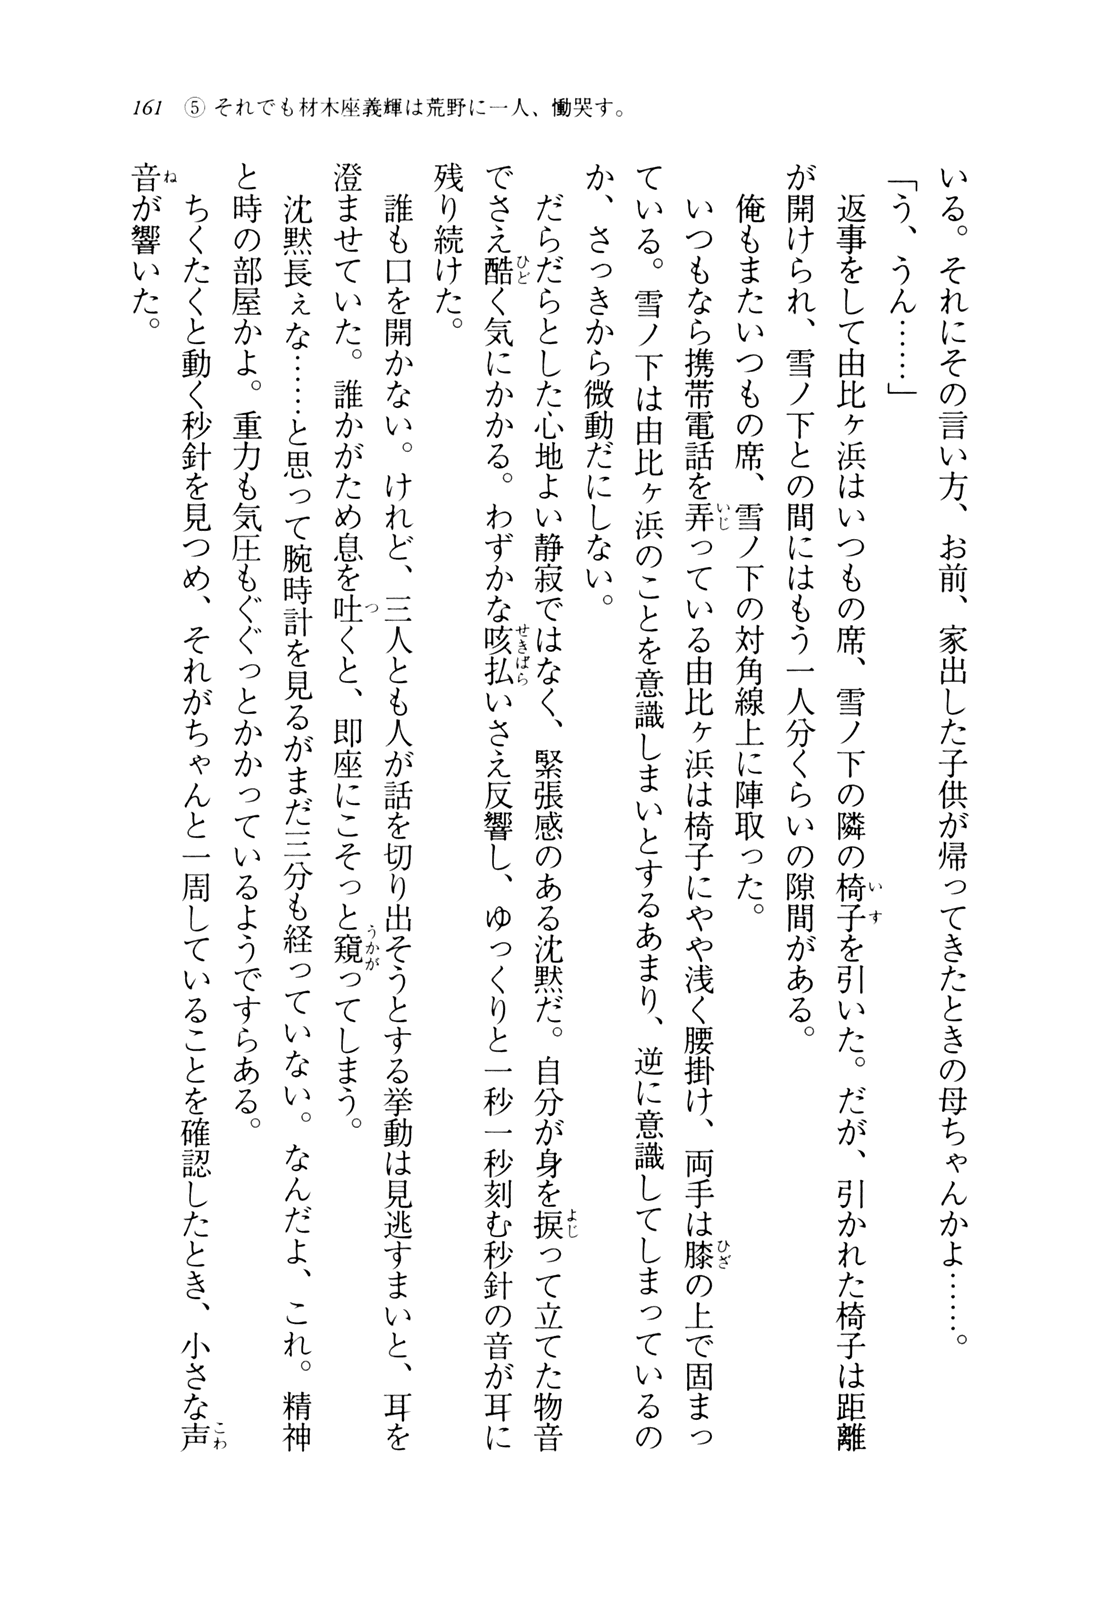 161　⑤ それでも材木座義輝は荒野に一人、慟哭す。
いる。それにその言い方、お前、家出した子供が帰ってきたときの母ちゃんかよ……。
「う、うん……」
　返事をして由比ヶ浜はいつもの席、雪ノ下の隣の椅子を引いた。だが、引かれた椅子は距離
が開けられ、雪ノ下との間にはもう一人分くらいの隙間がある。
　俺もまたいつもの席、雪ノ下の対角線上に陣取った。
　いつもなら携帯電話を弄っている由比ヶ浜は椅子にやや浅く腰掛け、両手は膝の上で固まっ
ている。雪ノ下は由比ヶ浜のことを意識しまいとするあまり、逆に意識してしまっているの
か、さっきから微動だにしない。
　だらだらとした心地よい静寂ではなく、緊張感のある沈黙だ。自分が身を捩って立てた物音
でさえ酷く気にかかる。わずかな咳払いさえ反響し、ゆっくりと一秒一秒刻む秒針の音が耳に
残り続けた。
　誰も口を開かない。けれど、三人とも人が話を切り出そうとする挙動は見逃すまいと、耳を
澄ませていた。誰かがため息を吐くと、即座にこそっと窺ってしまう。
　沈黙長ぇな……と思って腕時計を見るがまだ三分も経っていない。なんだよ、これ。精神
と時の部屋かよ。重力も気圧もぐぐっとかかっているようですらある。
　ちくたくと動く秒針を見つめ、それがちゃんと一周していることを確認したとき、小さな声
音が響いた。